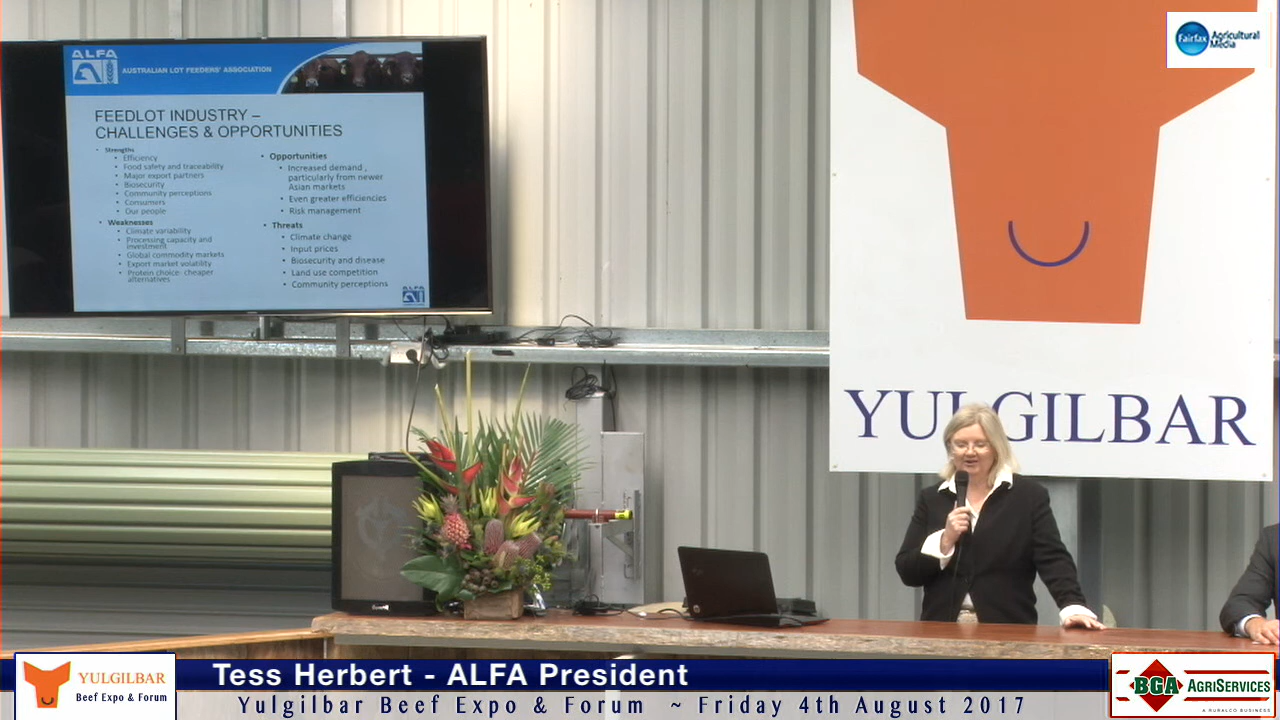 Fairfax Agricultural
Media
ALFA
AUSTRALIAN LOT FEEDERS' ASSOCIATION
FEEDLOT INDUSTRY –
CHALLENGES & OPPORTUNITIES
• Strengths
• Efficiency
• Food safety and traceability
• Major export partners
• Biosecurity
• Community perceptions
• Consumers
• Our people
• Weaknesses
• Climate variability
• Processing capacity and
investment
• Global commodity markets
• Export market volatility
• Protein choice- cheaper
alternatives
• Opportunities
• Increased demand ,
particularly from newer
Asian markets
• Even greater efficiencies
• Risk management
• Threats
• Climate change
• Input prices
• Biosecurity and disease
• Land use competition
• Community perceptions
ALFA
YULGILBAR
YULGILBAR
Beef Expo & Forum
Tess Herbert - ALFA President
Yulgilbar Beef Expo & Forum ~ Friday 4th August 2017
BGA AGRISERVICES
A RURALCO BUSINESS